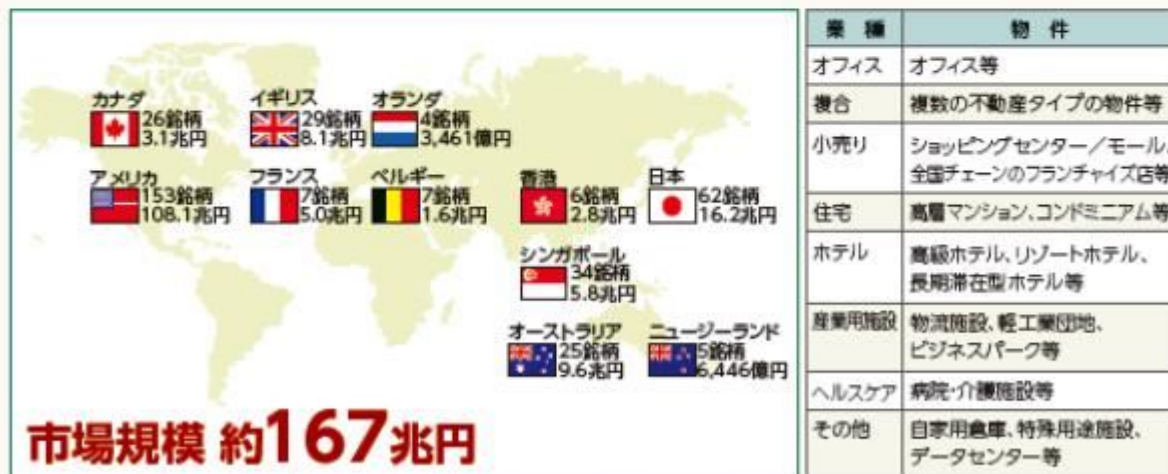 カナダ
26銘柄
3.1兆円
イギリス
29銘柄
8.1兆円
オランダ
4銘柄
3,461億円
アメリカ
153銘柄
108.1兆円
フランス
7銘柄
5.0兆円
ベルギー
7銘柄
1.6兆円
香港
6銘柄
2.8兆円
日本
62銘柄
16.2兆円
シンガポール
34銘柄
5.8兆円
オーストラリア
25銘柄
9.6兆円
ニュージーランド
5銘柄
6,446億円
市場規模 約167兆円
業種 物件
オフィス オフィス等
複合 複数の不動産タイプの物件等
小売り ショッピングセンター/モール、
全国チェーンのフランチャイズ店等
住宅 高層マンション、コンドミニアム等
ホテル 高級ホテル、リゾートホテル、
長期滞在型ホテル等
産業用施設 物流施設、軽工業団地、
ビジネスパーク等
ヘルスケア 病院・介護施設等
その他 自家用倉庫、特殊用途施設、
データセンター等